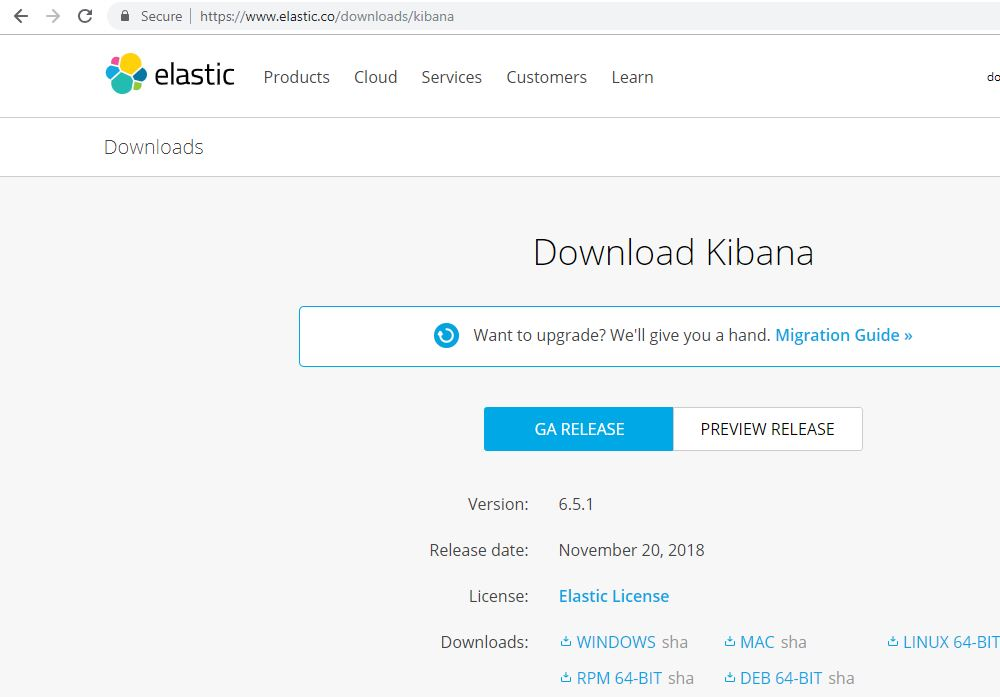 Secure https://www.elastic.co/downloads/kibana
elastic Products Cloud Services Customers Learn
Downloads
Download Kibana
Want to upgrade? We'll give you a hand. Migration Guide »
GA RELEASE PREVIEW RELEASE
Version: 6.5.1
Release date: November 20, 2018
License: Elastic License
Downloads: WINDOWS sha MAC sha LINUX 64-BIT
RPM 64-BIT sha DEB 64-BIT sha